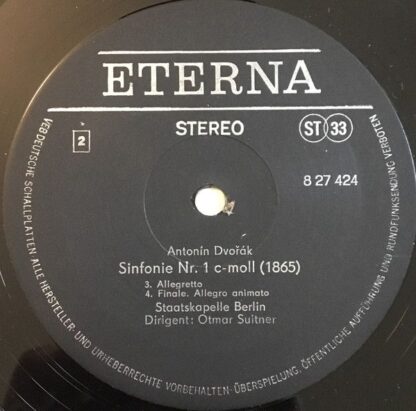 ETERNA
STEREO
ST 33
2
8 27 424
Antonín Dvořák
Sinfonie Nr. 1 c-moll (1865)
3. Allegretto
4. Finale. Allegro animato
Staatskapelle Berlin
Dirigent: Otmar Suitner
VEB DEUTSCHE SCHALLPLATTEN ALLE HERSTELLER- UND URHEBERRECHTE VORBEHALTEN · ÜBERSPIELUNG, ÖFFENTLICHE AUFFÜHRUNG UND RUNDFUNKSENDUNG VERBOTEN